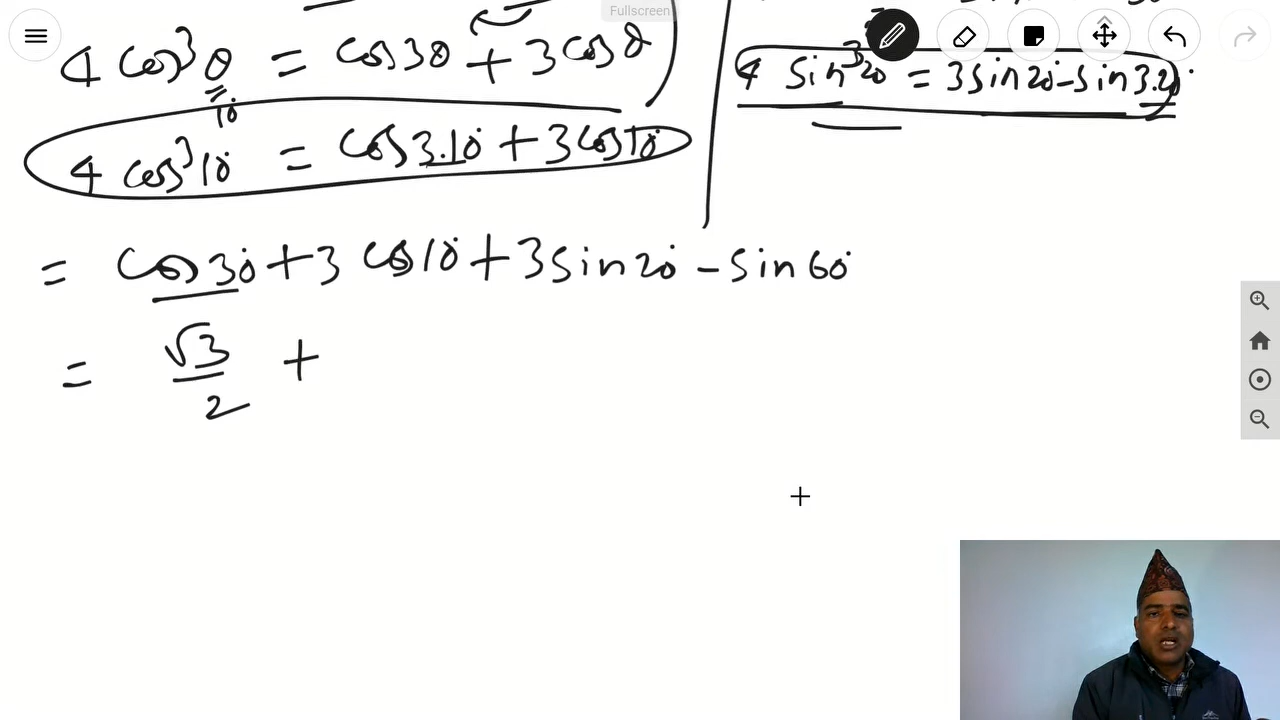 Fullscreen
4 cos³θ = cos3θ + 3cosθ
10°
4 cos³10° = cos3.10° + 3cos10°
4 sin³20° = 3sin20° - sin3.20°
= cos30° + 3 cos10° + 3sin20° - sin60°
= √3/2 +